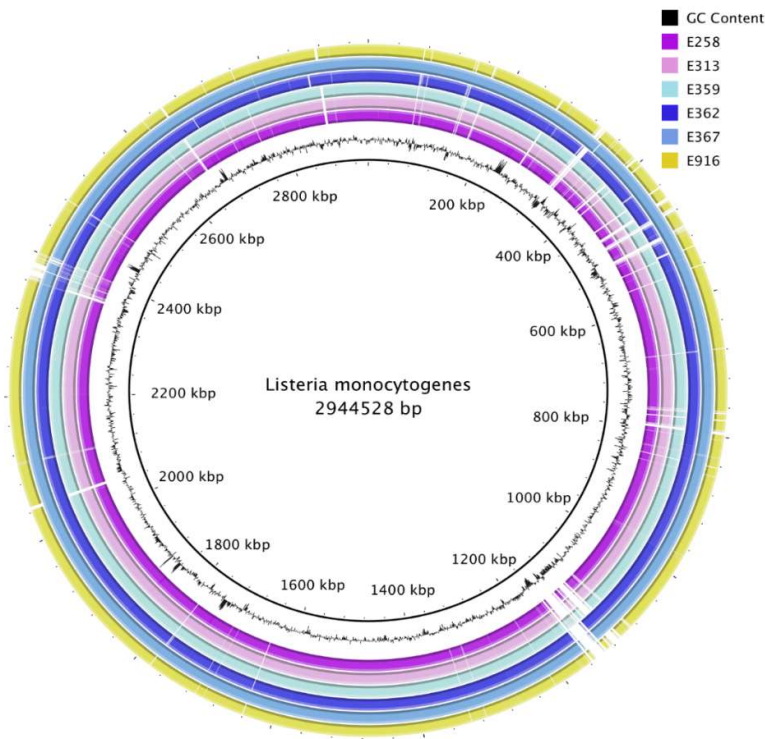 GC Content
E258
E313
E359
E362
E367
E916
2800 kbp
200 kbp
2600 kbp
400 kbp
2400 kbp
600 kbp
Listeria monocytogenes
2944528 bp
2200 kbp
800 kbp
2000 kbp
1000 kbp
1800 kbp
1200 kbp
1600 kbp
1400 kbp